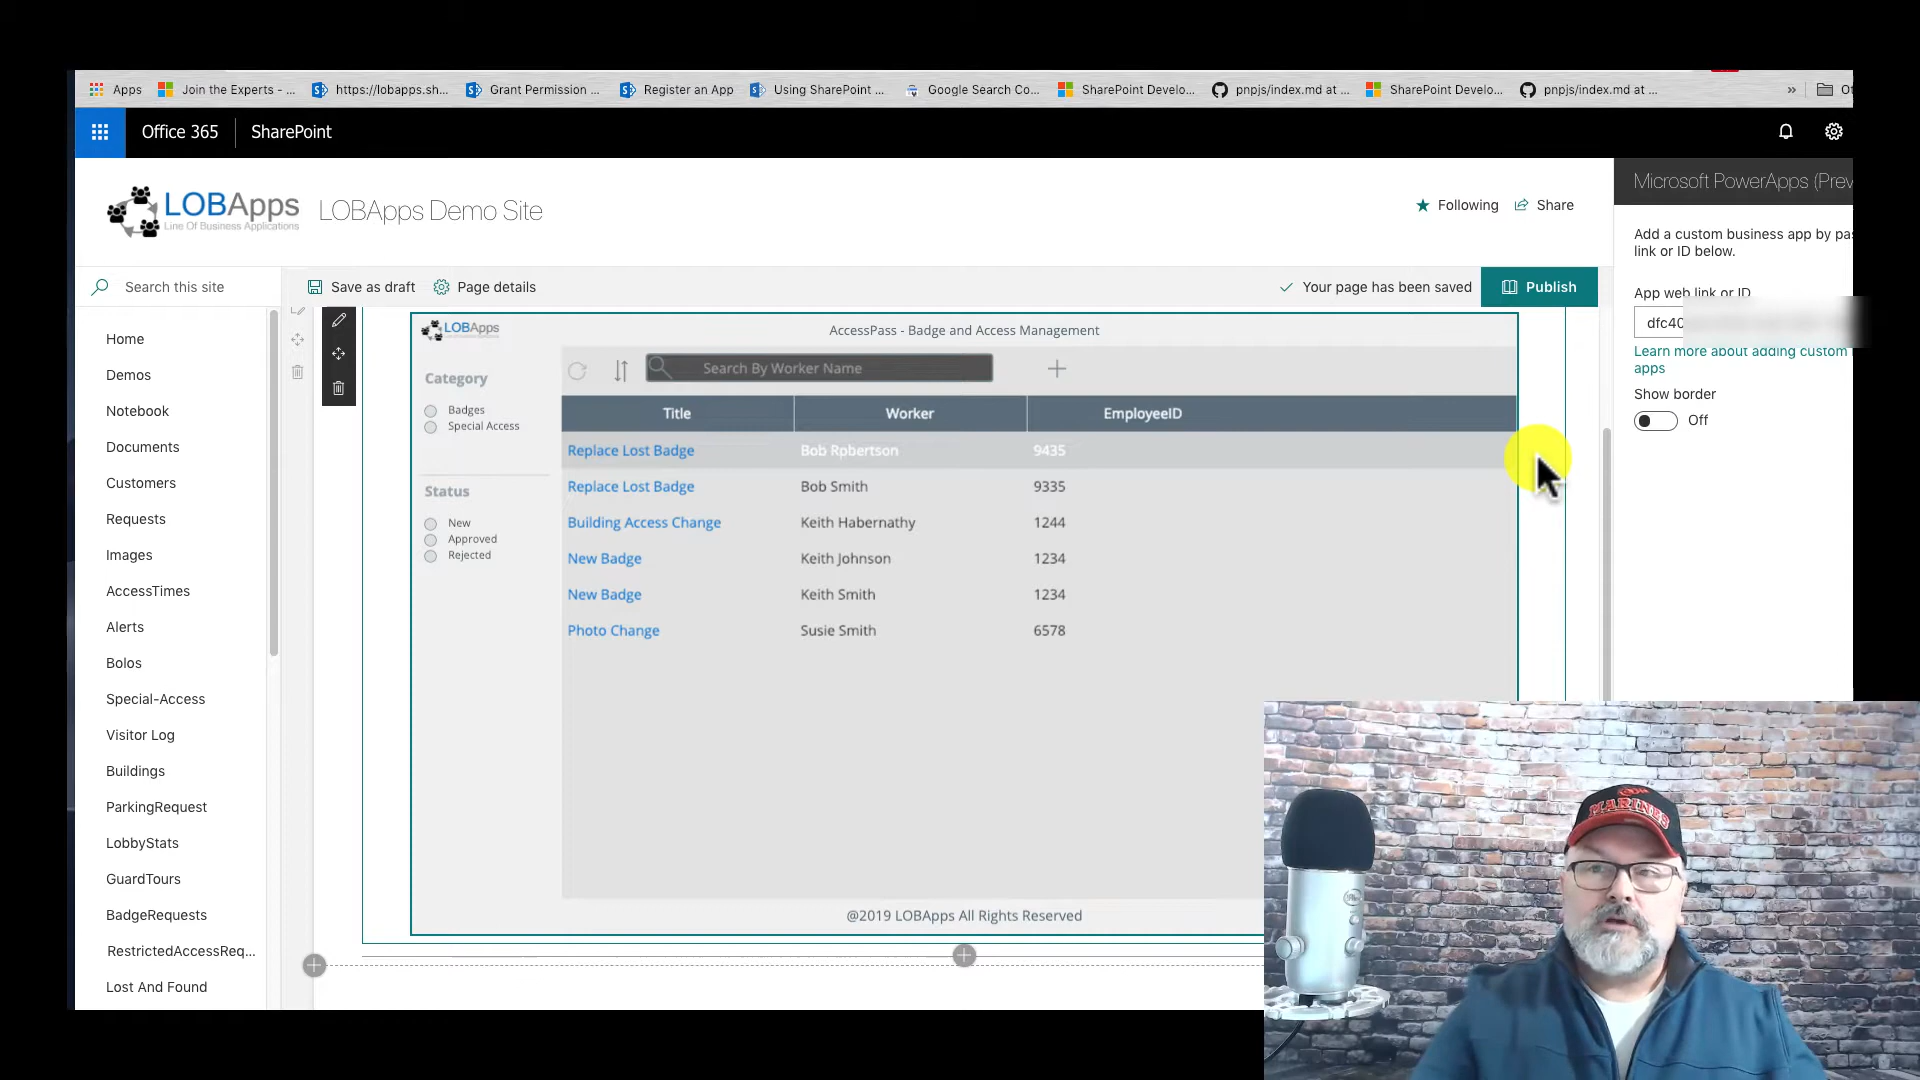 Apps
Join the Experts - ...
https://lobapps.sh...
Grant Permission ...
Register an App
Using SharePoint ...
Google Search Co...
SharePoint Develo...
pnpjs/index.md at ...
SharePoint Develo...
pnpjs/index.md at ...
»
Office 365
SharePoint
LOBApps
Line Of Business Applications
LOBApps Demo Site
Following
Share
Microsoft PowerApps (Prev
Add a custom business app by pas
link or ID below.
App web link or ID
dfc40
Learn more about adding custom
apps
Show border
Off
Search this site
Save as draft
Page details
Your page has been saved
Publish
Home
Demos
Notebook
Documents
Customers
Requests
Images
AccessTimes
Alerts
Bolos
Special-Access
Visitor Log
Buildings
ParkingRequest
LobbyStats
GuardTours
BadgeRequests
RestrictedAccessReq...
Lost And Found
LOBApps
AccessPass - Badge and Access Management
Category
Badges
Special Access
Status
New
Approved
Rejected
Search By Worker Name
Title Worker EmployeeID
Replace Lost Badge Bob Rpbertson 9435
Replace Lost Badge Bob Smith 9335
Building Access Change Keith Habernathy 1244
New Badge Keith Johnson 1234
New Badge Keith Smith 1234
Photo Change Susie Smith 6578
@2019 LOBApps All Rights Reserved
MARINES